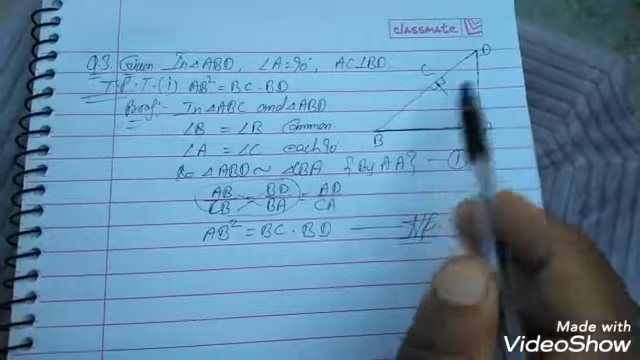 classmate
Q.3. Given In △ABD, ∠A=90°, AC⊥BD.
T.P.T. (i) AB² = BC · BD
Proof:- In △ABC and △ABD
∠B = ∠B Common
∠A = ∠C each 90
So △ABD ~ △CBA {By AA} — ①
AB/CB = BD/BA = AD/CA
AB² = BC · BD
D
C
B
Made with
VideoShow